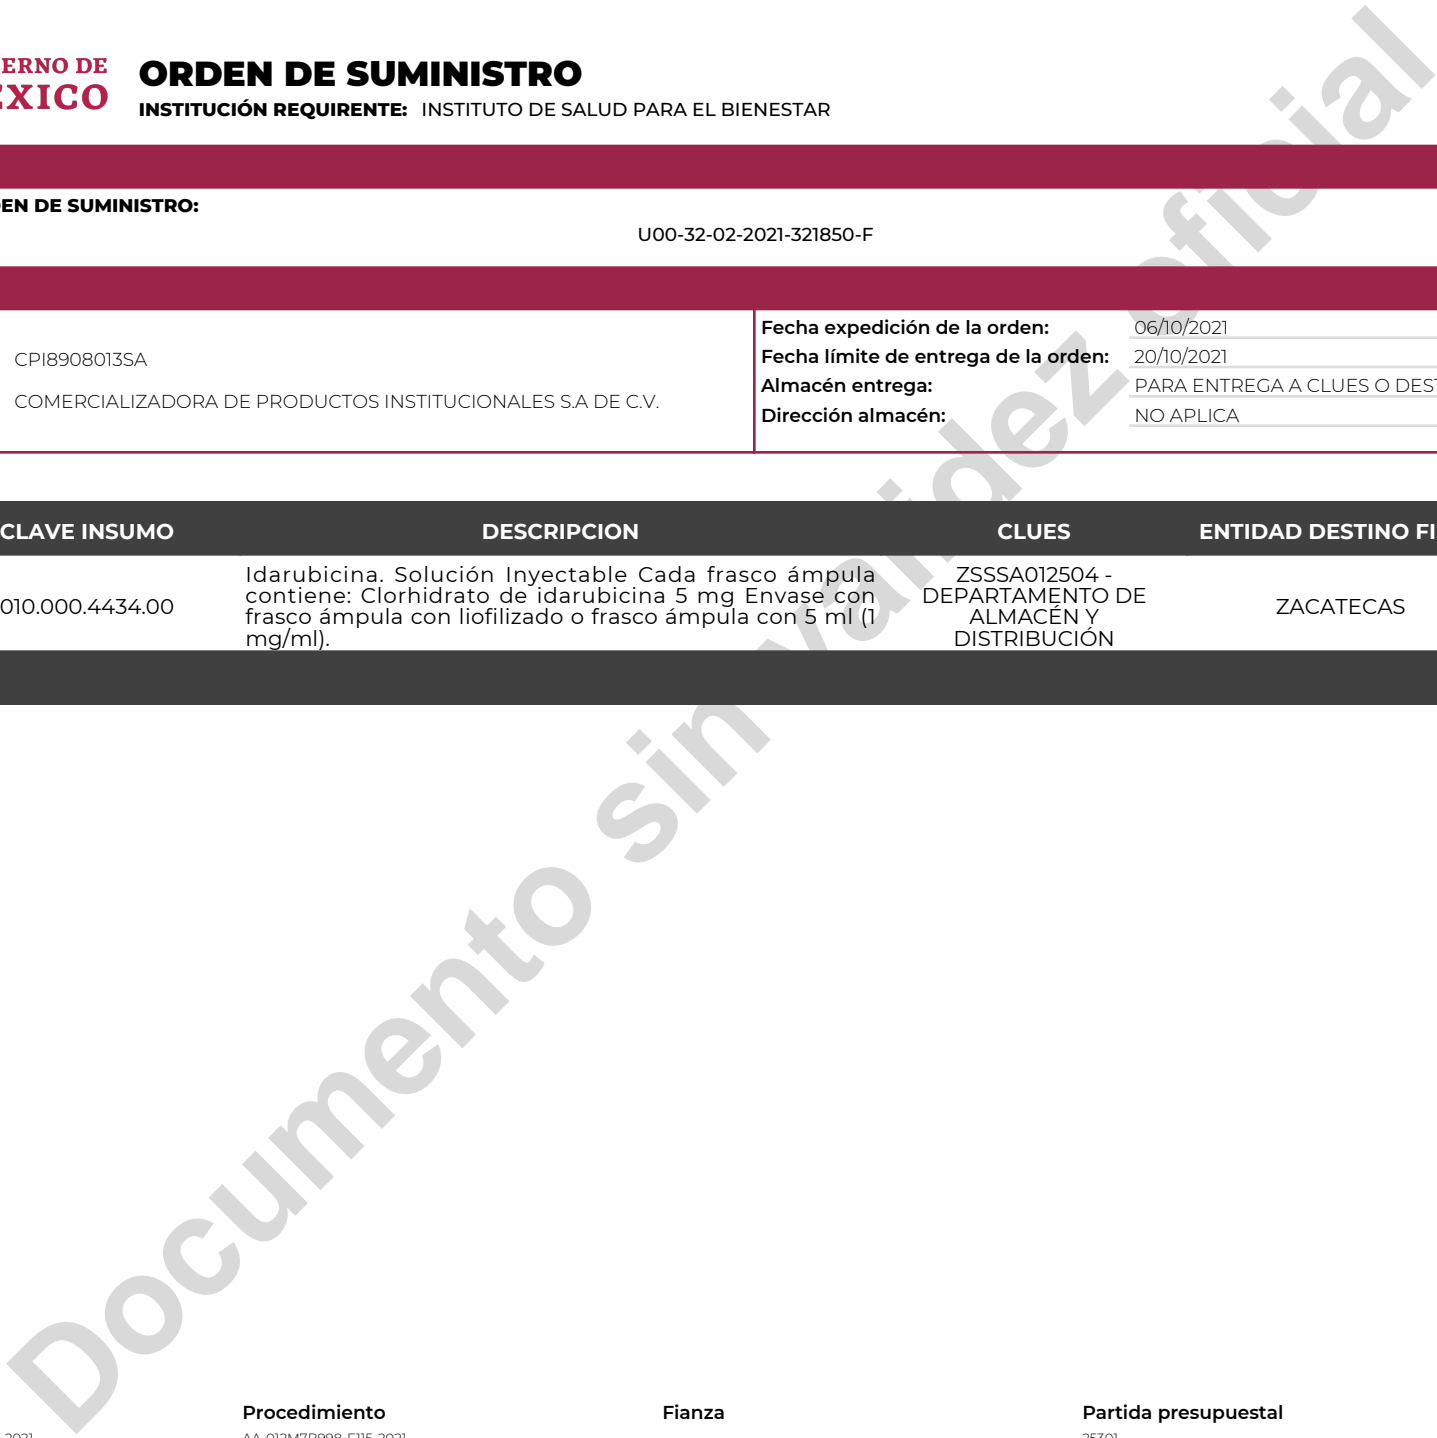 ERNO DE
ÉXICO
ORDEN DE SUMINISTRO
INSTITUCIÓN REQUIRENTE: INSTITUTO DE SALUD PARA EL BIENESTAR
EN DE SUMINISTRO:
U00-32-02-2021-321850-F
CPI8908013SA
COMERCIALIZADORA DE PRODUCTOS INSTITUCIONALES S.A DE C.V.
Fecha expedición de la orden: 06/10/2021
Fecha límite de entrega de la orden: 20/10/2021
Almacén entrega: PARA ENTREGA A CLUES O DEST
Dirección almacén: NO APLICA
CLAVE INSUMO DESCRIPCION CLUES ENTIDAD DESTINO FI
010.000.4434.00
Idarubicina. Solución Inyectable Cada frasco ámpula
contiene: Clorhidrato de idarubicina 5 mg Envase con
frasco ámpula con liofilizado o frasco ámpula con 5 ml (1
mg/ml).
ZSSSA012504 -
DEPARTAMENTO DE
ALMACÉN Y
DISTRIBUCIÓN
ZACATECAS
Documento sin validez oficial
Procedimiento Fianza Partida presupuestal